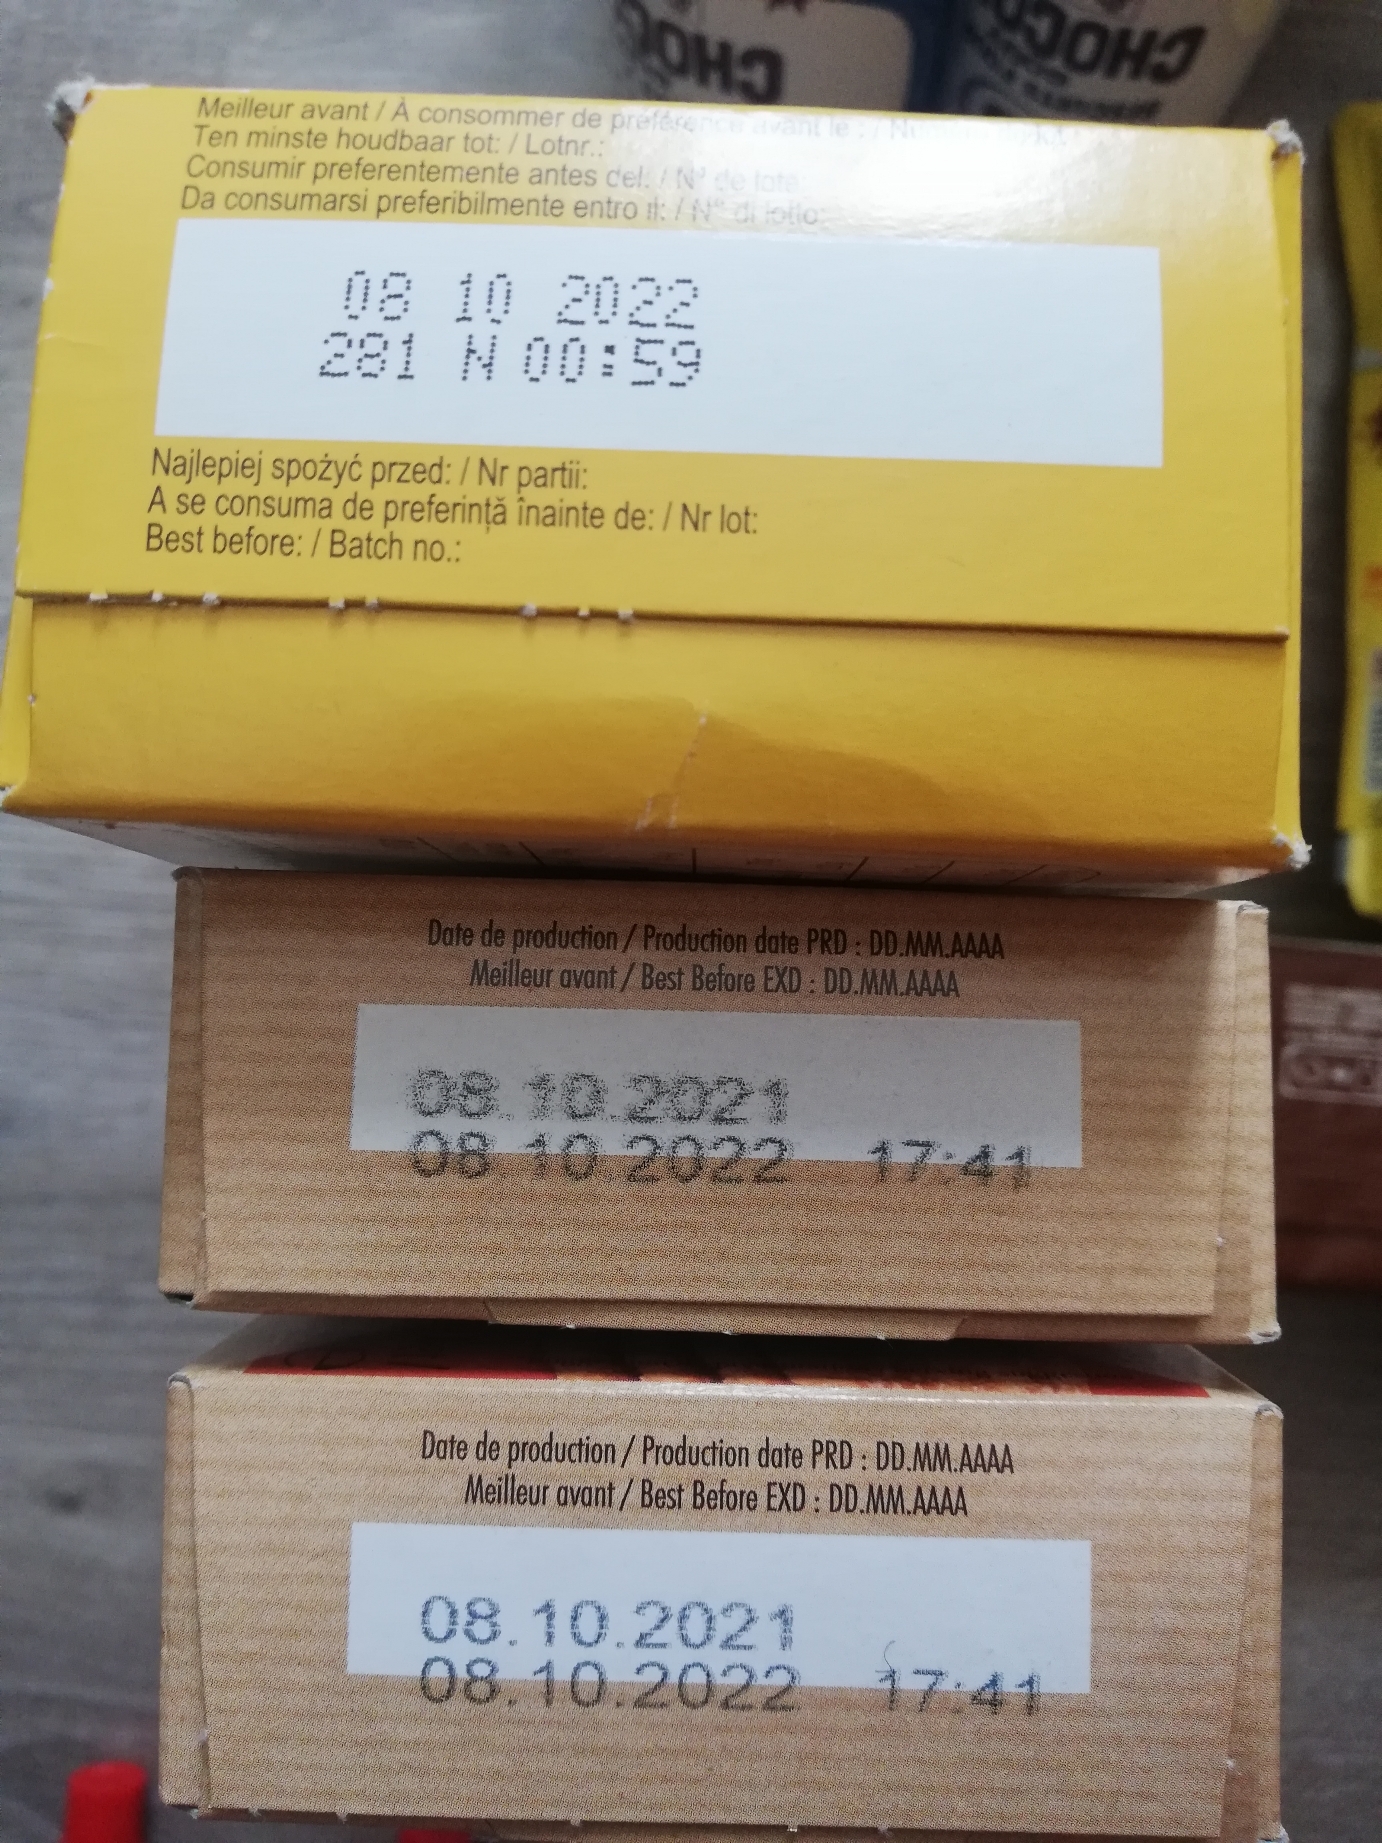 CHOC
CHOCO
Meilleur avant / À consommer de préférence avant le : /
Ten minste houdbaar tot: / Lotnr.:
Consumir preferentemente antes del: / N° de lote:
Da consumarsi preferibilmente entro il: / N° di lotto:
08 10 2022
281 N 00:59
Najlepiej spożyć przed: / Nr partii:
A se consuma de preferință înainte de: / Nr lot:
Best before: / Batch no.:
Date de production / Production date PRD : DD.MM.AAAA
Meilleur avant / Best Before EXD : DD.MM.AAAA
08.10.2021
08.10.2022 17:41
Date de production / Production date PRD : DD.MM.AAAA
Meilleur avant / Best Before EXD : DD.MM.AAAA
08.10.2021
08.10.2022 17:41